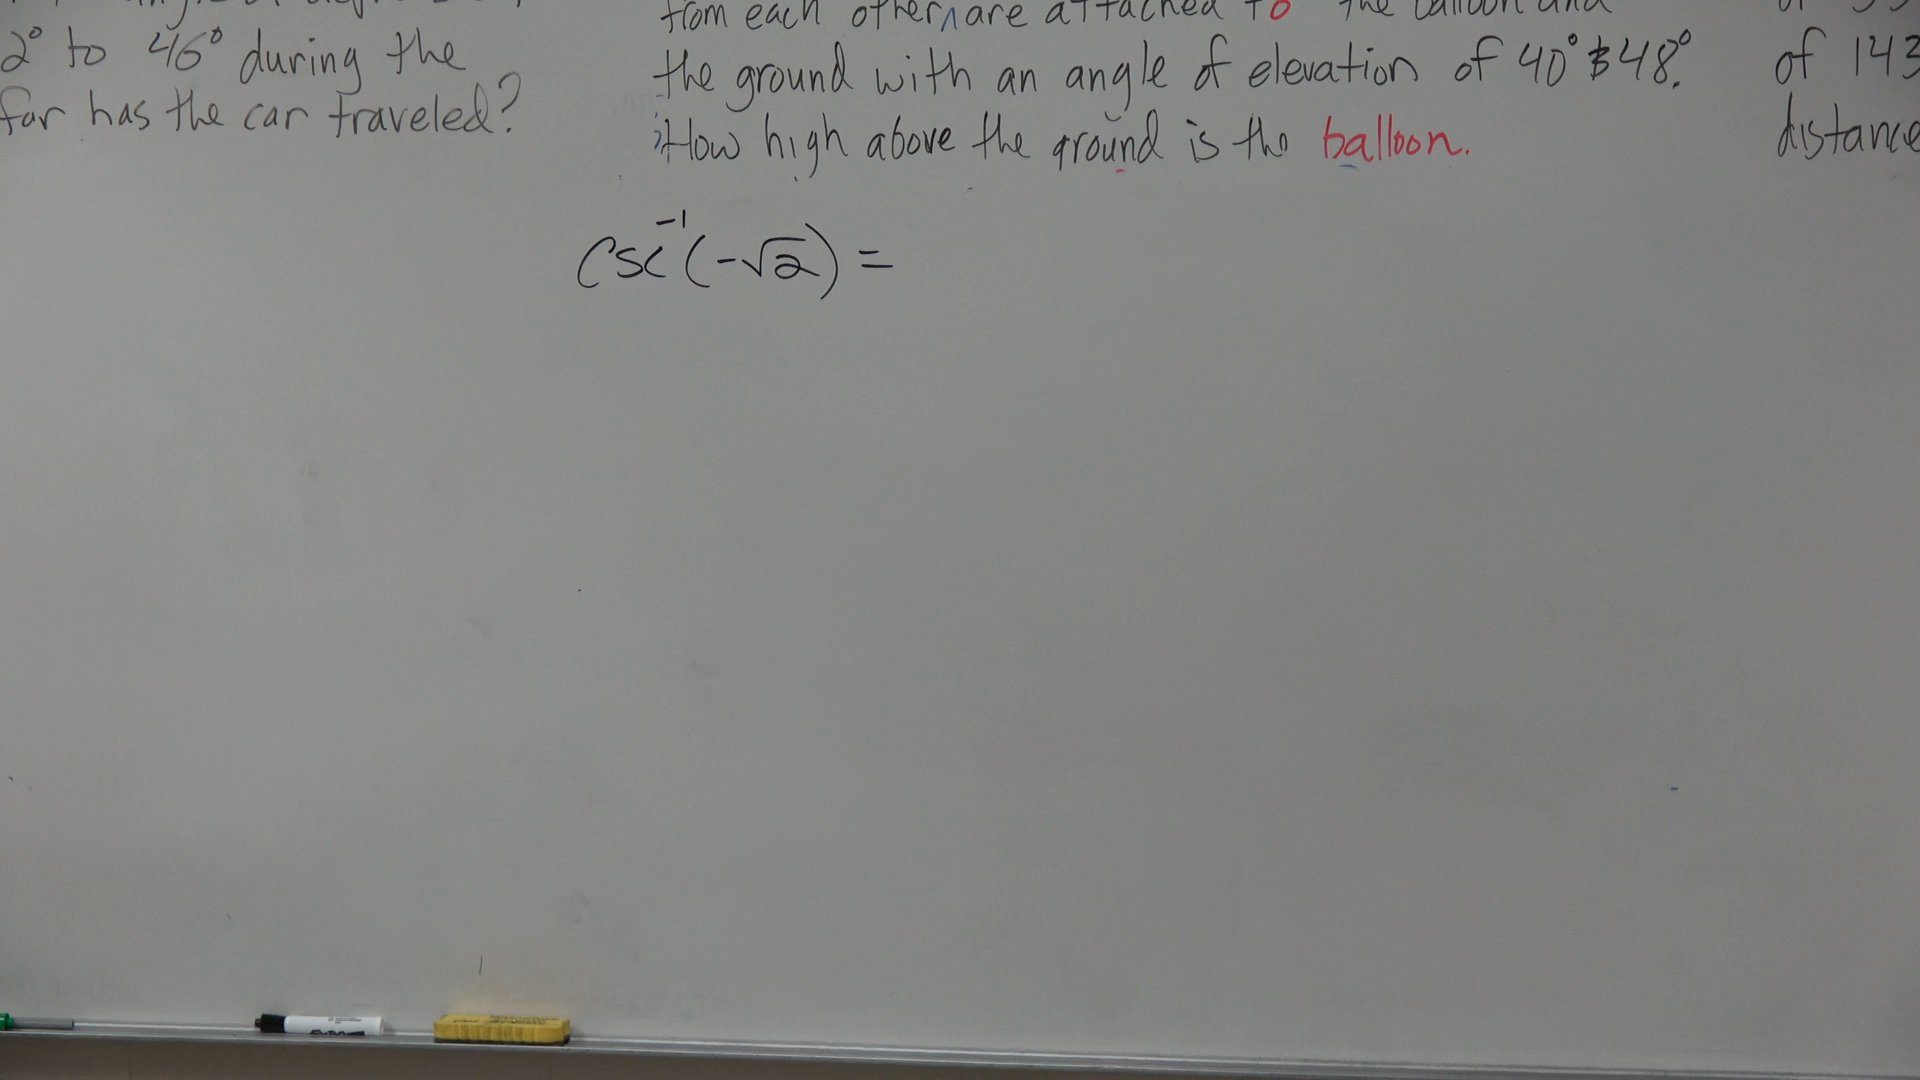 2° to 46° during the
far has the car traveled?
from each other are attached to the balloon and
the ground with an angle of elevation of 40° & 48°.
How high above the ground is the balloon.
of 143
distance
csc⁻¹(-√2) =